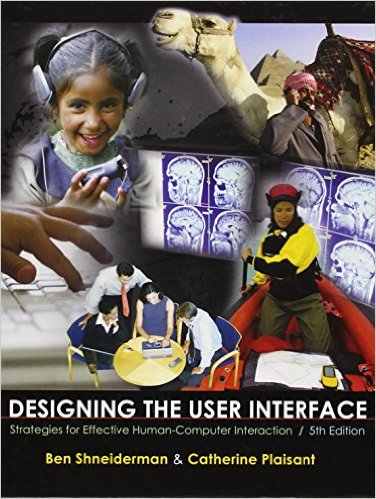 DESIGNING THE USER INTERFACE
Strategies for Effective Human-Computer Interaction / 5th Edition
Ben Shneiderman & Catherine Plaisant